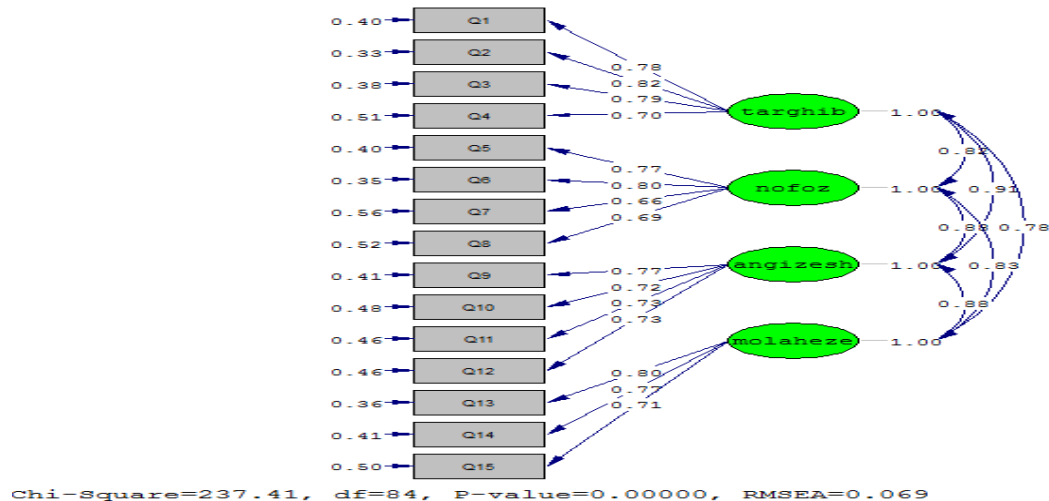 0.40 Q1
0.33 Q2 0.78
0.38 Q3 0.82
0.79
0.51 Q4 0.70 targhib 1.00
0.40 Q5 0.82
0.35 Q6 0.77
0.80 nofoz 1.00 0.91
0.56 Q7 0.66
0.52 Q8 0.69 0.88 0.78
0.41 Q9 0.77 angizesh 1.00 0.83
0.48 Q10 0.72
0.73
0.46 Q11 0.73 0.88
0.46 Q12 molaheze 1.00
0.36 Q13 0.80
0.77
0.41 Q14 0.71
0.50 Q15
Chi-Square=237.41, df=84, P-value=0.00000, RMSEA=0.069